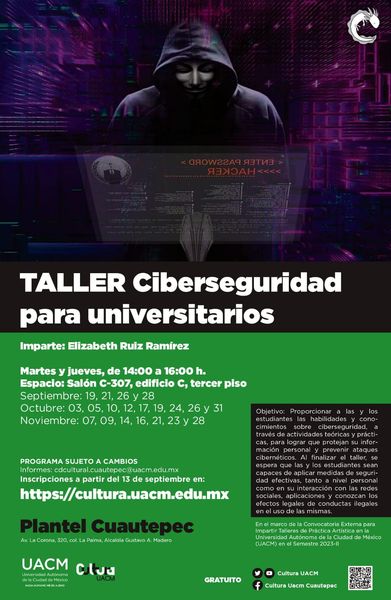 < ENTER PASSWORD >
HACKER <<<<<
TALLER Ciberseguridad
para universitarios
Imparte: Elizabeth Ruiz Ramírez
Martes y jueves, de 14:00 a 16:00 h.
Espacio: Salón C-307, edificio C, tercer piso
Septiembre: 19, 21, 26 y 28
Octubre: 03, 05, 10, 12, 17, 19, 24, 26 y 31
Noviembre: 07, 09, 14, 16, 21, 23 y 28
PROGRAMA SUJETO A CAMBIOS
Informes: cdcultural.cuautepec@uacm.edu.mx
Inscripciones a partir del 13 de septiembre en:
https://cultura.uacm.edu.mx
Plantel Cuautepec
Av. La Corona, 320, col. La Palma, Alcaldía Gustavo A. Madero
Objetivo: Proporcionar a las y los
estudiantes las habilidades y cono-
cimientos sobre ciberseguridad, a
través de actividades teóricas y prácti-
cas, para lograr que protejan su infor-
mación personal y prevenir ataques
cibernéticos. Al finalizar el taller, se
espera que las y los estudiantes sean
capaces de aplicar medidas de seguri-
dad efectivas, tanto a nivel personal
como en su interacción con las redes
sociales, aplicaciones y conozcan los
efectos legales de conductas ilegales
en el uso de las mismas.
En el marco de la Convocatoria Externa para
Impartir Talleres de Práctica Artística en la
Universidad Autónoma de la Ciudad de México
(UACM) en el Semestre 2023-II
UACM
Universidad Autónoma
de la Ciudad de México
UACM
GRATUITO
Cultura UACM
Cultura Uacm Cuautepec